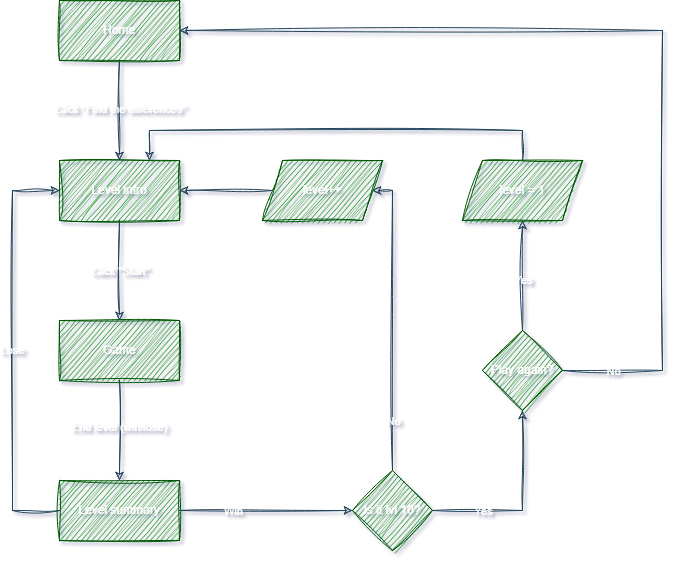 Home
Click "Find the differences"
Level intro
level++
level = 1
Click "Start"
Yes
Lose
Game
Play again?
No
No
End level (win/lose)
Level summary
Win
Is it lvl 10?
Yes